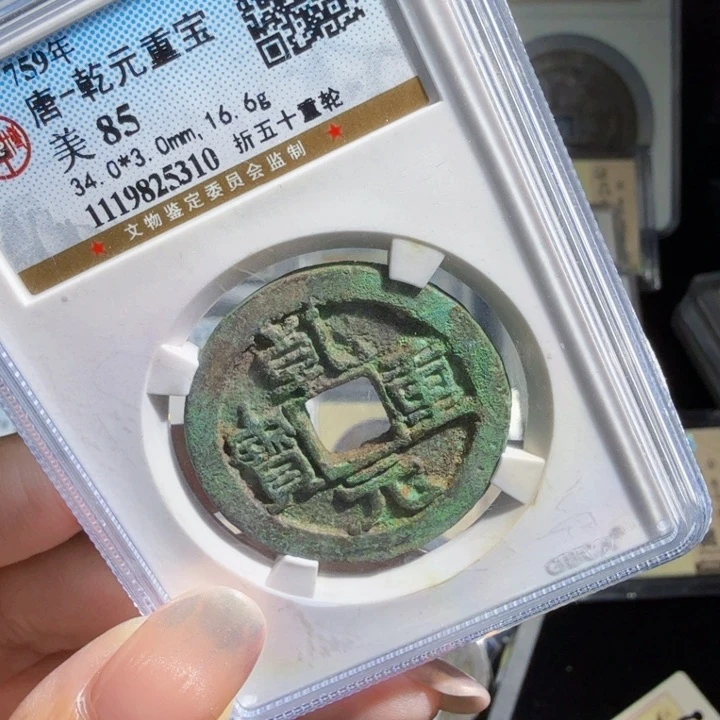 759年
唐-乾元重宝
美 85
34.0*3.0mm,16.6g 折五十重轮
1119825310
文物鉴定委员会监制
乾元重寶